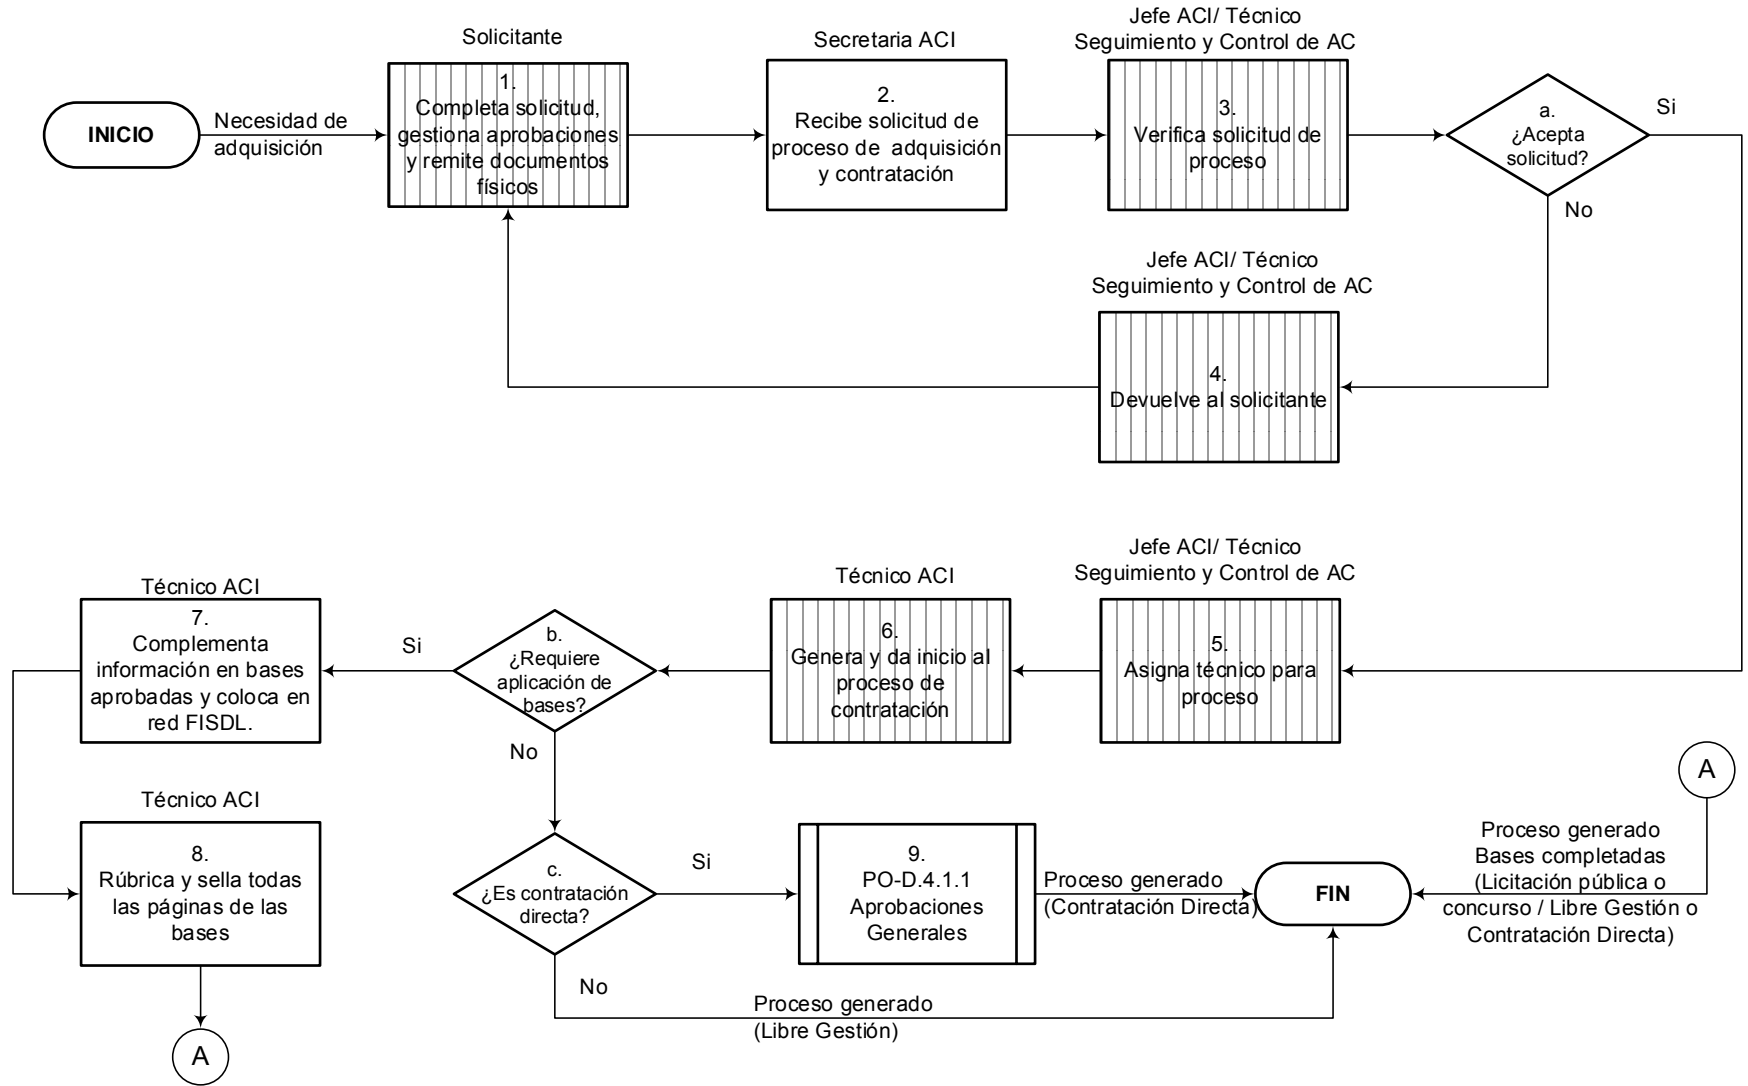 INICIO
Necesidad de
adquisición
Solicitante
1.
Completa solicitud,
gestiona aprobaciones
y remite documentos
físicos
Secretaria ACI
2.
Recibe solicitud de
proceso de adquisición
y contratación
Jefe ACI/ Técnico
Seguimiento y Control de AC
3.
Verifica solicitud de
proceso
a.
¿Acepta
solicitud?
Si
No
Jefe ACI/ Técnico
Seguimiento y Control de AC
4.
Devuelve al solicitante
Jefe ACI/ Técnico
Seguimiento y Control de AC
5.
Asigna técnico para
proceso
Técnico ACI
6.
Genera y da inicio al
proceso de
contratación
b.
¿Requiere
aplicación de
bases?
Si
No
Técnico ACI
7.
Complementa
información en bases
aprobadas y coloca en
red FISDL.
Técnico ACI
8.
Rúbrica y sella todas
las páginas de las
bases
A
c.
¿Es contratación
directa?
Si
No
9.
PO-D.4.1.1
Aprobaciones
Generales
Proceso generado
(Contratación Directa)
Proceso generado
(Libre Gestión)
FIN
A
Proceso generado
Bases completadas
(Licitación pública o
concurso / Libre Gestión o
Contratación Directa)